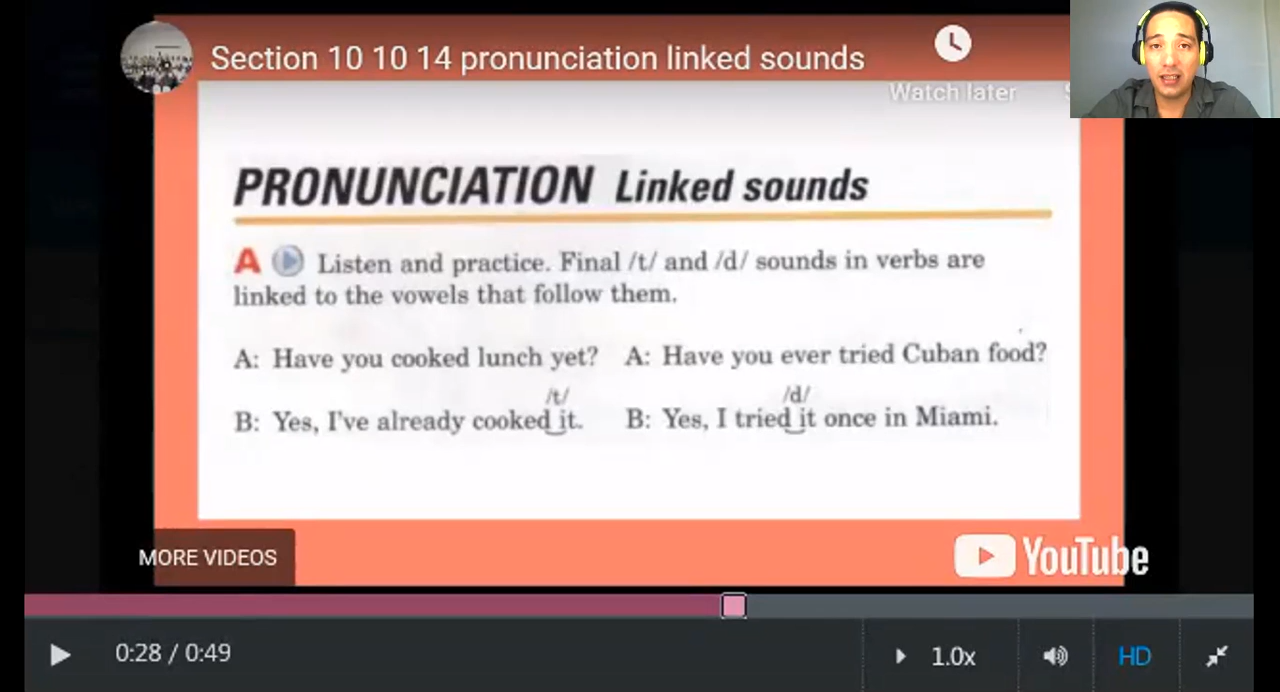 Section 10 10 14 pronunciation linked sounds
Watch later
PRONUNCIATION Linked sounds
A Listen and practice. Final /t/ and /d/ sounds in verbs are
linked to the vowels that follow them.
A: Have you cooked lunch yet?
/t/
B: Yes, I've already cooked it.
A: Have you ever tried Cuban food?
/d/
B: Yes, I tried it once in Miami.
MORE VIDEOS
YouTube
0:28 / 0:49
1.0x
HD